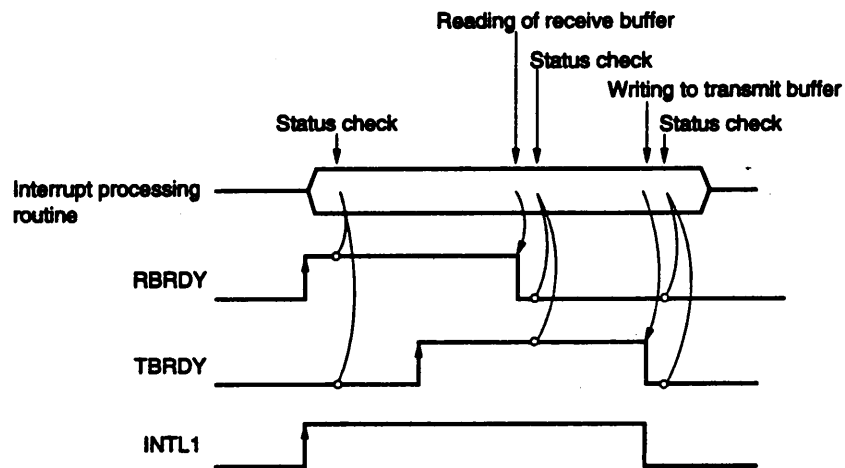 Reading of receive buffer
Status check
Writing to transmit buffer
Status check
Status check
Interrupt processing
routine
RBRDY
TBRDY
INTL1